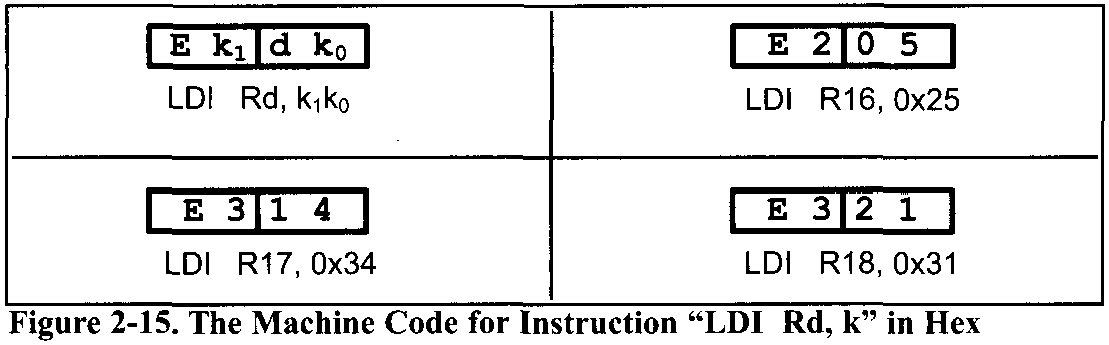 E k₁ d k₀
LDI Rd, k₁k₀
E 2 0 5
LDI R16, 0x25
E 3 1 4
LDI R17, 0x34
E 3 2 1
LDI R18, 0x31
Figure 2-15. The Machine Code for Instruction “LDI Rd, k” in Hex